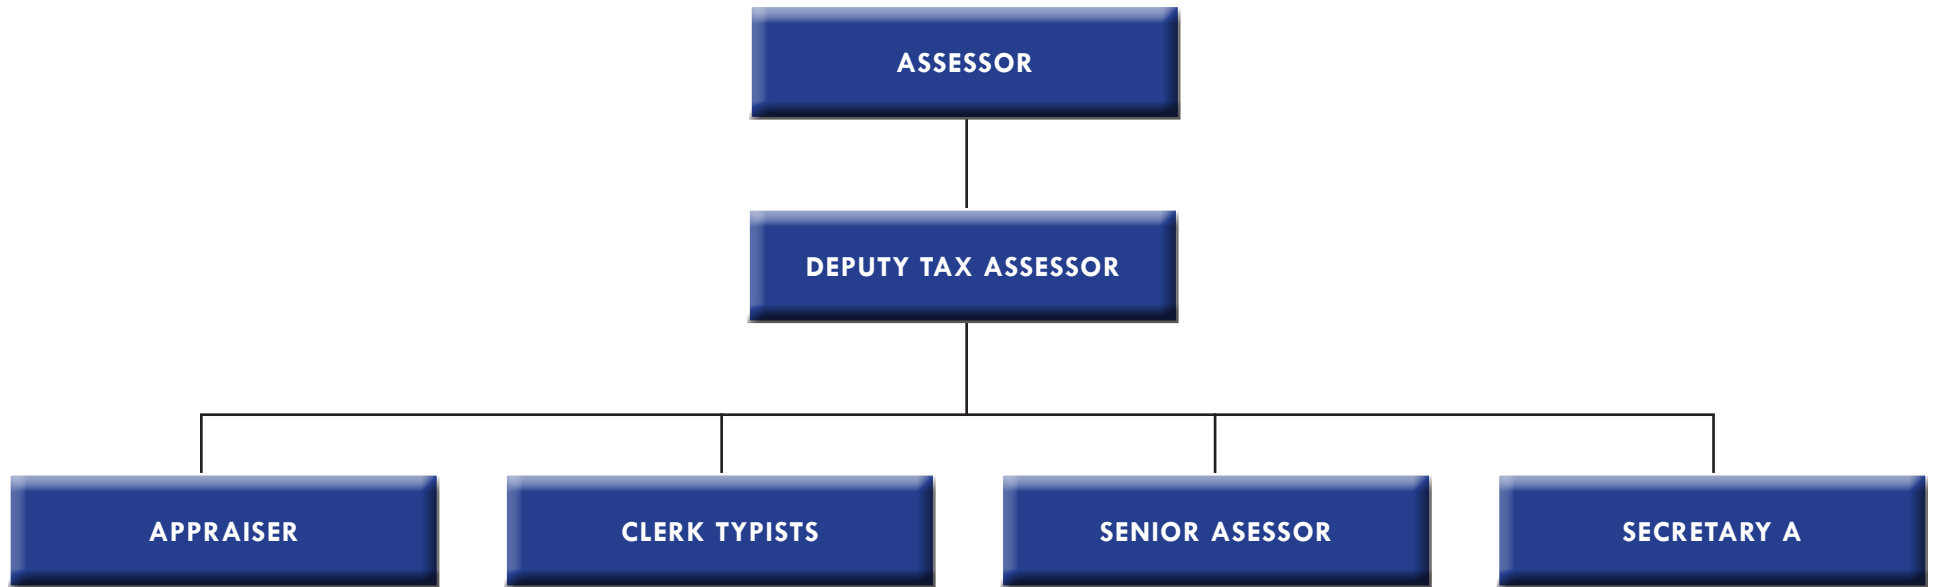 ASSESSOR
DEPUTY TAX ASSESSOR
APPRAISER
CLERK TYPISTS
SENIOR ASESSOR
SECRETARY A